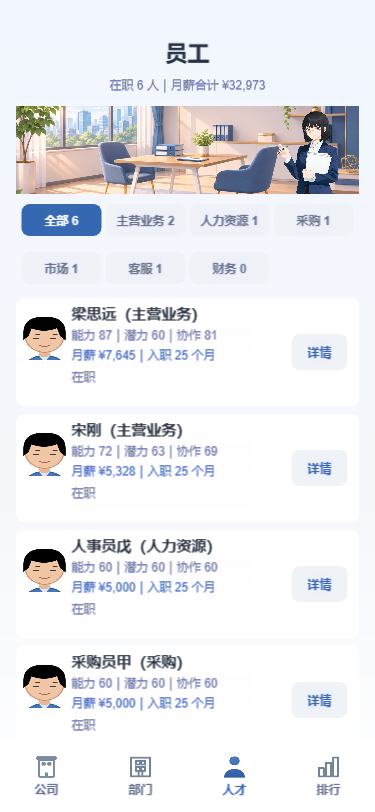 员工
在职 6 人 | 月薪合计 ¥32,973
全部 6
主营业务 2
人力资源 1
采购 1
市场 1
客服 1
财务 0
梁思远（主营业务）
能力 87 | 潜力 60 | 协作 81
月薪 ¥7,645 | 入职 25 个月
在职
详情
宋刚（主营业务）
能力 72 | 潜力 63 | 协作 69
月薪 ¥5,328 | 入职 25 个月
在职
详情
人事员戊（人力资源）
能力 60 | 潜力 60 | 协作 60
月薪 ¥5,000 | 入职 25 个月
在职
详情
采购员甲（采购）
能力 60 | 潜力 60 | 协作 60
月薪 ¥5,000 | 入职 25 个月
在职
详情
公司
部门
人才
排行